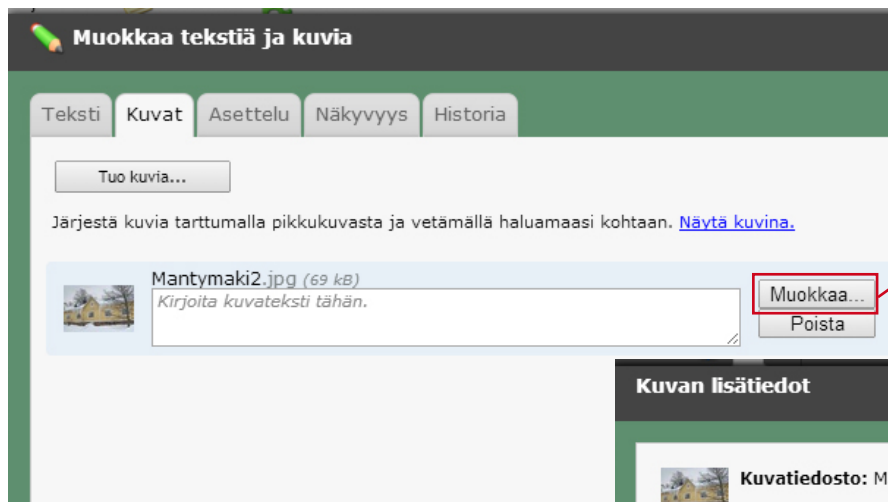 Muokkaa tekstiä ja kuvia
Teksti Kuvat Asettelu Näkyvyys Historia
Tuo kuvia...
Järjestä kuvia tarttumalla pikkukuvasta ja vetämällä haluamaasi kohtaan. Näytä kuvina.
Mantymaki2.jpg (69 kB)
Kirjoita kuvateksti tähän.
Muokkaa...
Poista
Kuvan lisätiedot
Kuvatiedosto: M